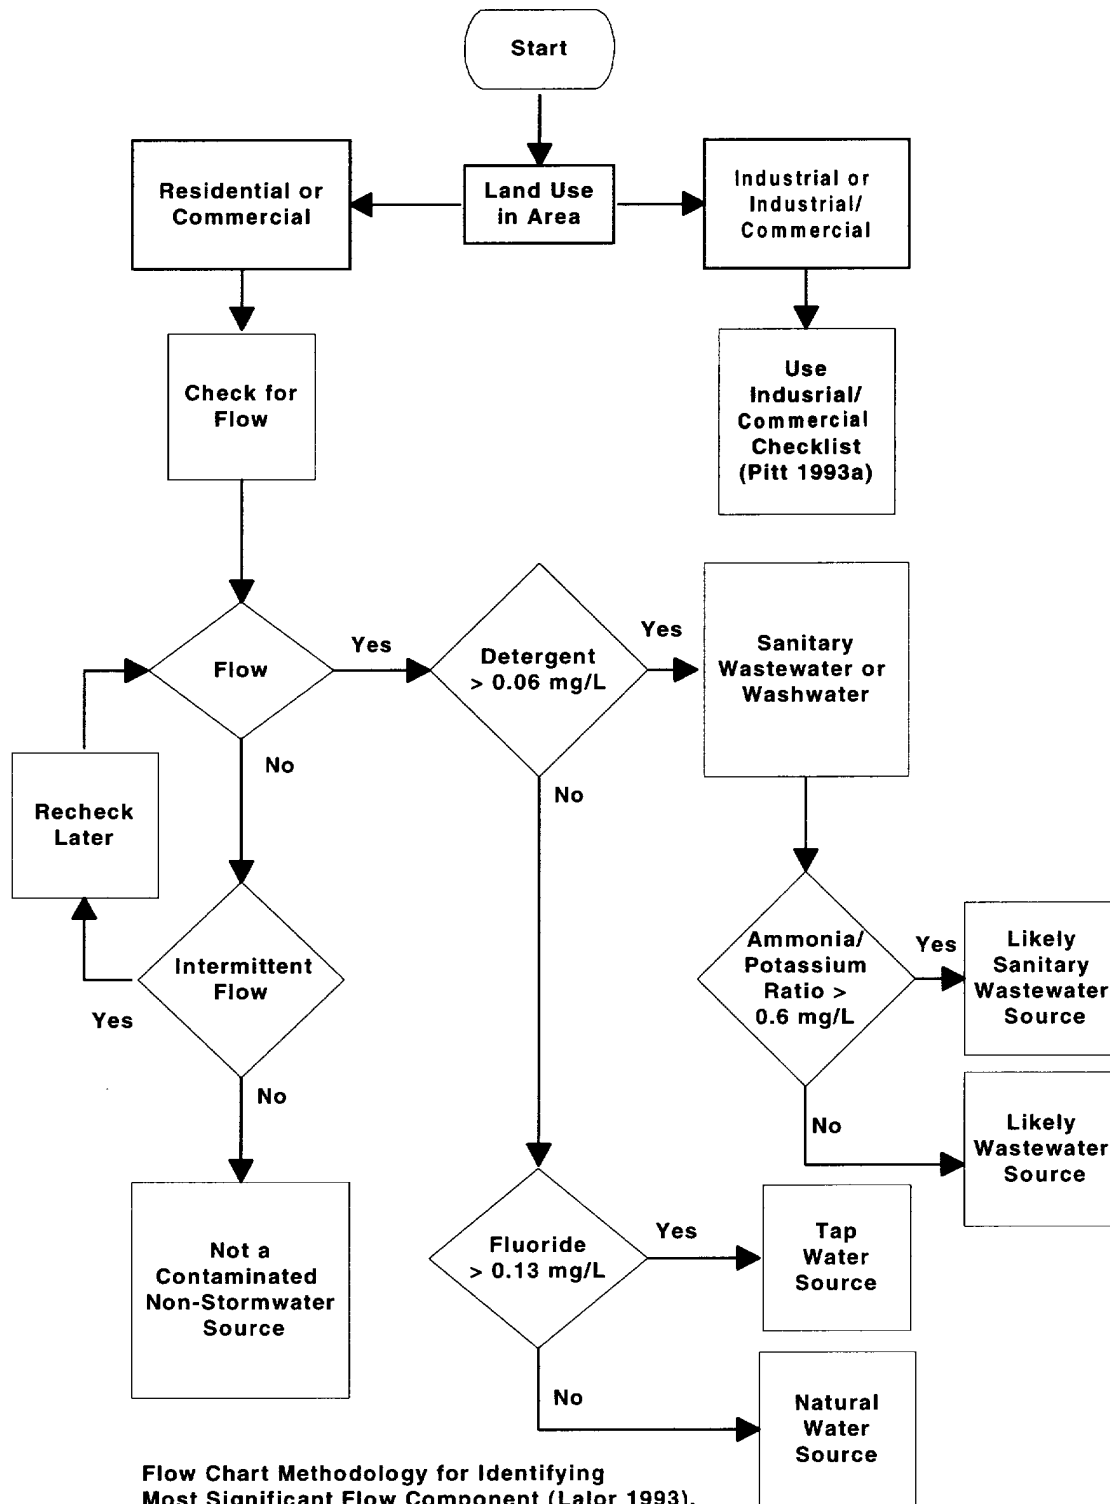 Start
Residential or
Commercial
Land Use
in Area
Industrial or
Industrial/
Commercial
Check for
Flow
Use
Indusrial/
Commercial
Checklist
(Pitt 1993a)
Flow
Yes
Detergent
> 0.06 mg/L
Yes
Sanitary
Wastewater or
Washwater
No
No
Recheck
Later
Intermittent
Flow
Yes
No
Ammonia/
Potassium
Ratio >
0.6 mg/L
Yes
Likely
Sanitary
Wastewater
Source
No
Likely
Wastewater
Source
Not a
Contaminated
Non-Stormwater
Source
Fluoride
> 0.13 mg/L
Yes
Tap
Water
Source
No
Natural
Water
Source
Flow Chart Methodology for Identifying
Most Significant Flow Component (Lalor 1993).